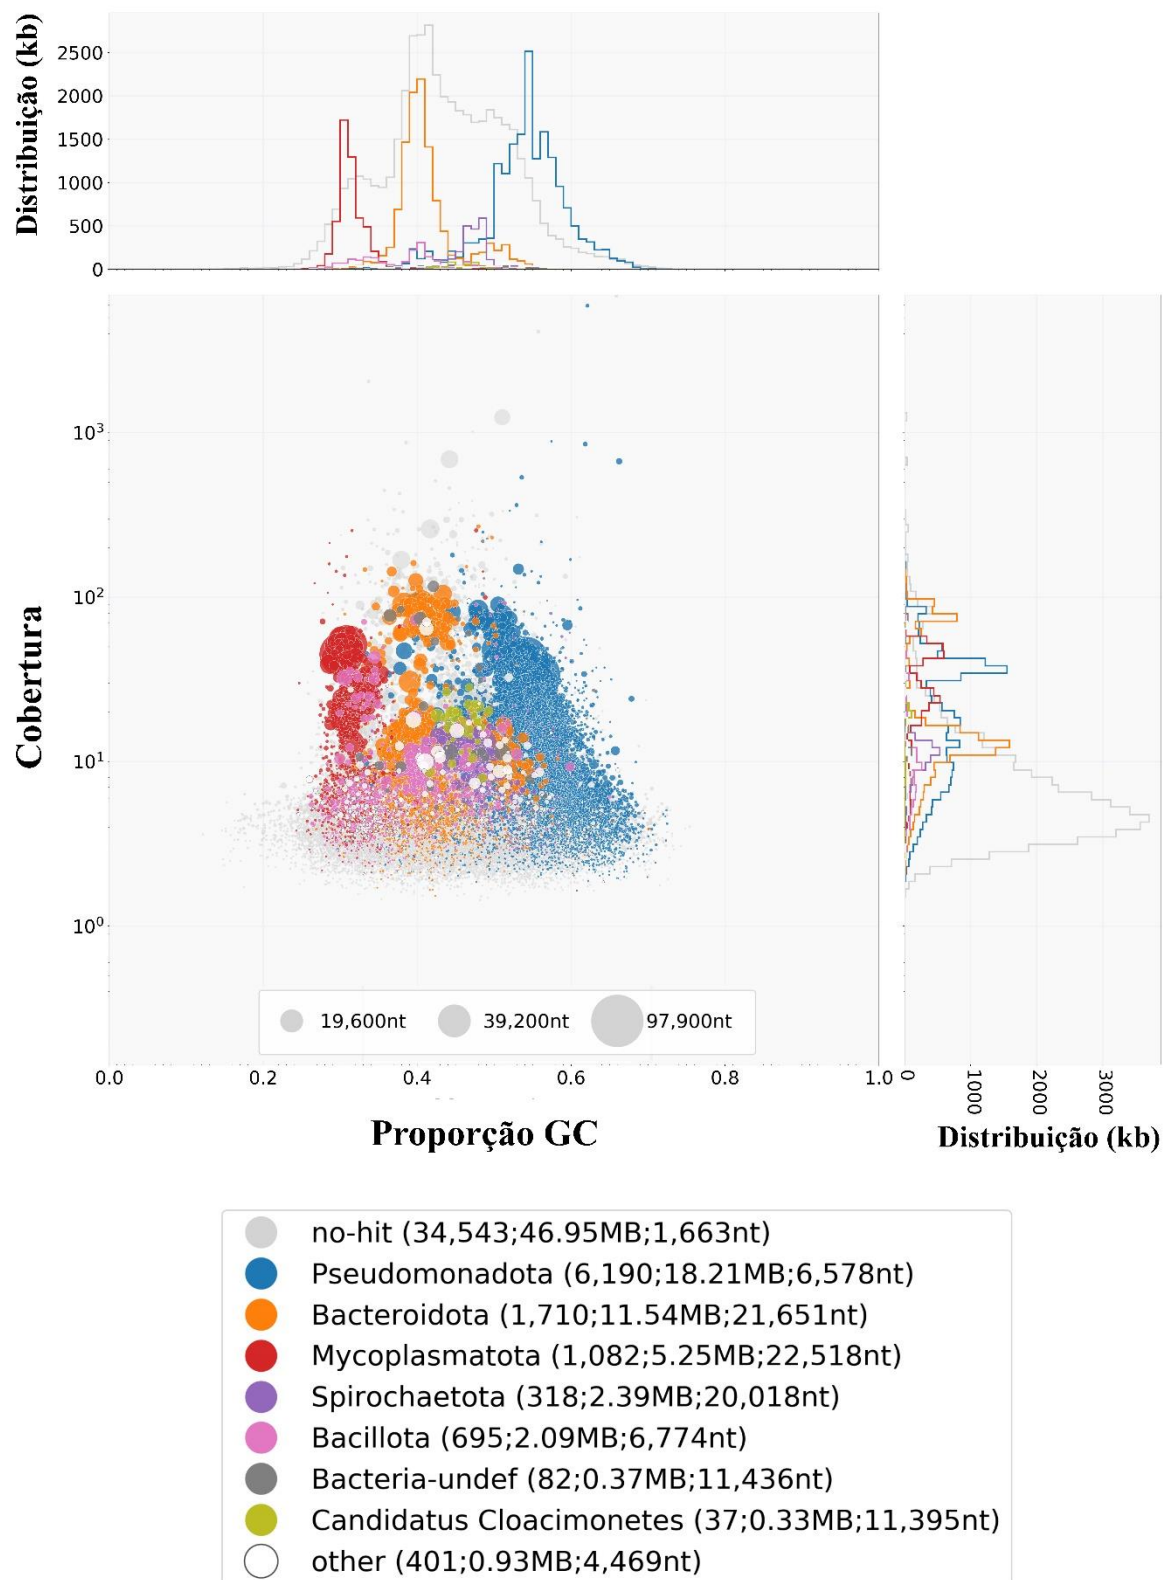 Distribuição (kb)
2500
2000
1500
1000
500
0
Cobertura
10³
10²
10¹
10⁰
19,600nt 39,200nt 97,900nt
0.0 0.2 0.4 0.6 0.8 1.0
0 1000 2000 3000
Proporção GC
Distribuição (kb)
no-hit (34,543;46.95MB;1,663nt)
Pseudomonadota (6,190;18.21MB;6,578nt)
Bacteroidota (1,710;11.54MB;21,651nt)
Mycoplasmatota (1,082;5.25MB;22,518nt)
Spirochaetota (318;2.39MB;20,018nt)
Bacillota (695;2.09MB;6,774nt)
Bacteria-undef (82;0.37MB;11,436nt)
Candidatus Cloacimonetes (37;0.33MB;11,395nt)
other (401;0.93MB;4,469nt)